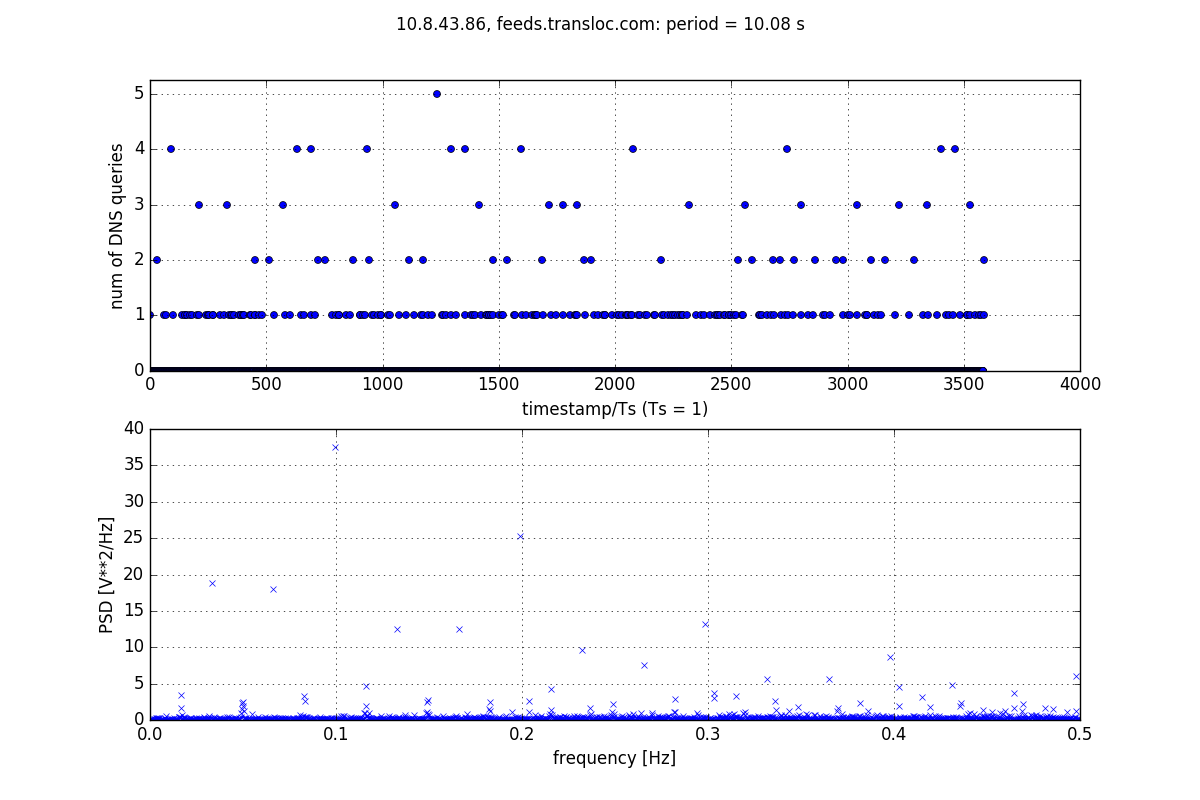 10.8.43.86, feeds.transloc.com: period = 10.08 s
num of DNS queries
5
4
3
2
1
0
0 500 1000 1500 2000 2500 3000 3500 4000
timestamp/Ts (Ts = 1)
PSD [V**2/Hz]
40
35
30
25
20
15
10
5
0
0.0 0.1 0.2 0.3 0.4 0.5
frequency [Hz]